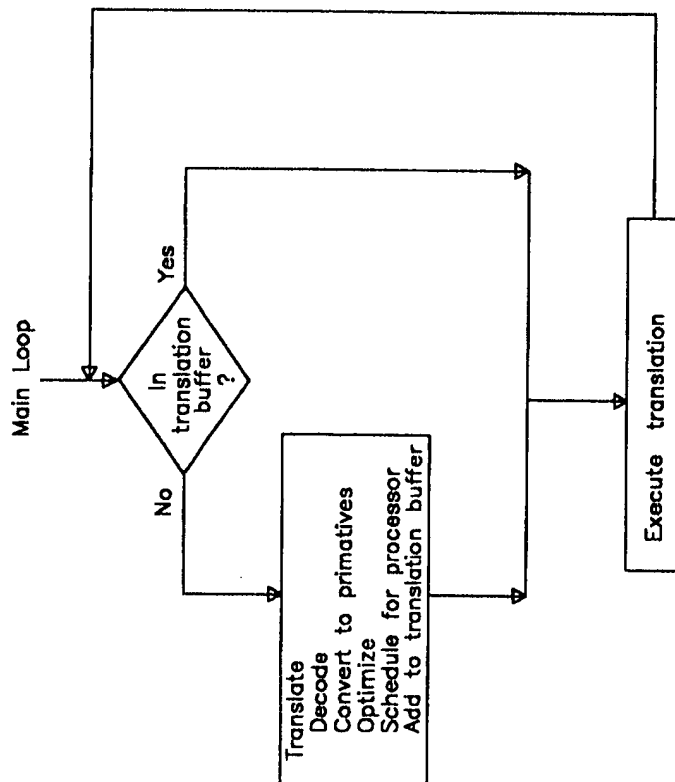 Main Loop
In
translation
buffer
?
No
Yes
Translate
Decode
Convert to primatives
Optimize
Schedule for processor
Add to translation buffer
Execute translation